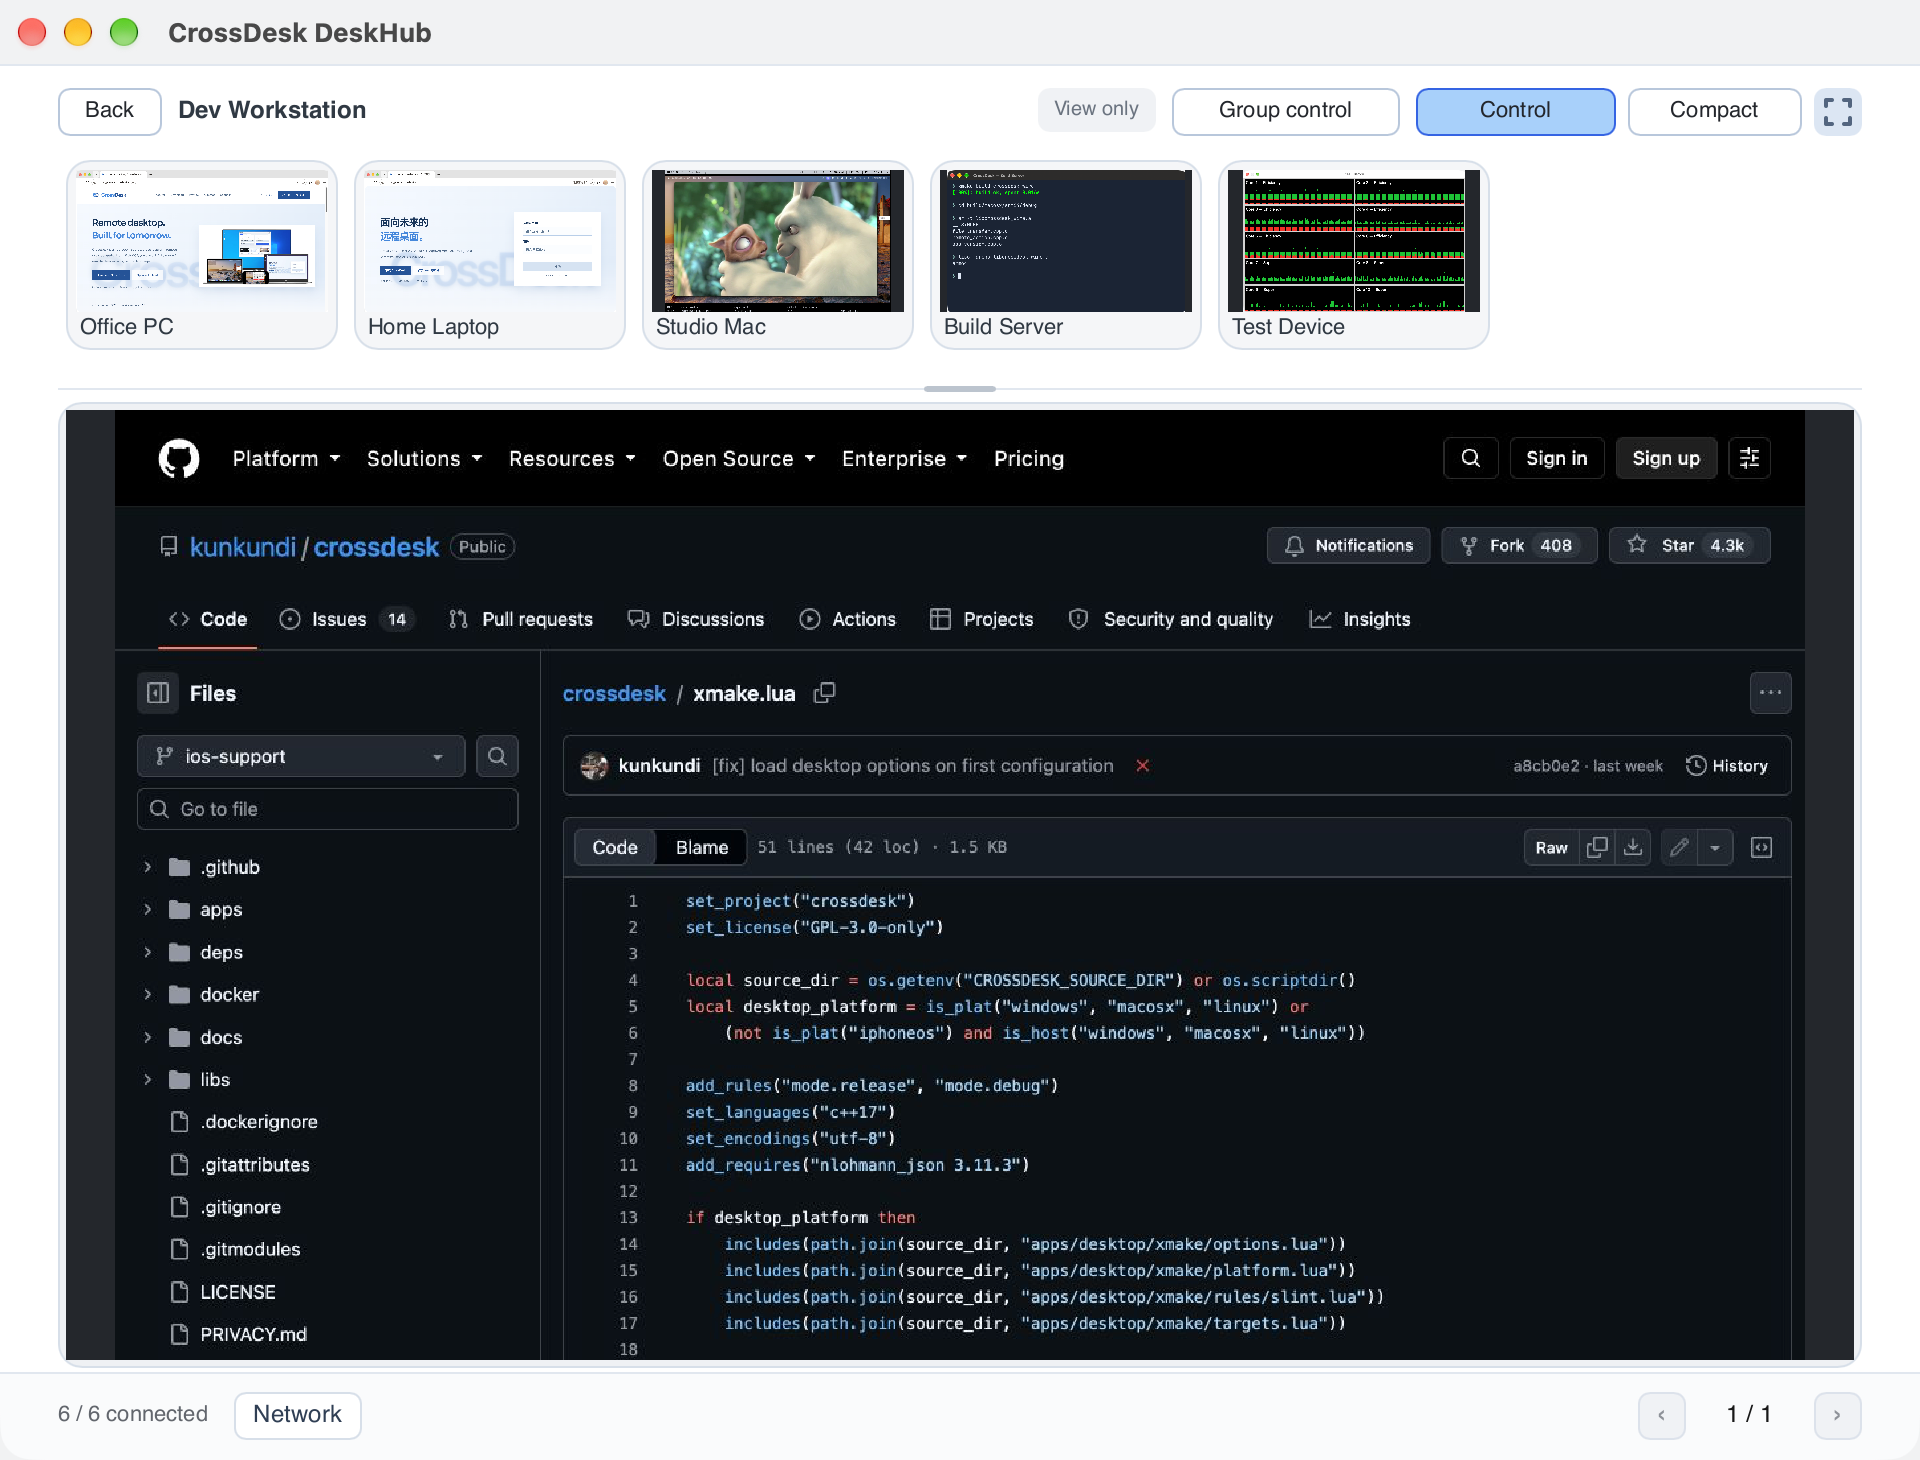 CrossDesk DeskHub
Back
Dev Workstation
View only
Group control
Control
Compact
Remote desktop.
Built for tomorrow.
Office PC
面向未来的
远程桌面。
Home Laptop
Studio Mac
Build Server
Test Device
Platform
Solutions
Resources
Open Source
Enterprise
Pricing
Sign in
Sign up
kunkundi / crossdesk
Public
Notifications
Fork 408
Star 4.3k
Code
Issues 14
Pull requests
Discussions
Actions
Projects
Security and quality
Insights
Files
ios-support
Go to file
.github
apps
deps
docker
docs
libs
.dockerignore
.gitattributes
.gitignore
.gitmodules
LICENSE
PRIVACY.md
crossdesk / xmake.lua
kunkundi [fix] load desktop options on first configuration
a8cb0e2 · last week
History
Code
Blame
51 lines (42 loc) · 1.5 KB
Raw
1 set_project("crossdesk")
2 set_license("GPL-3.0-only")
3
4 local source_dir = os.getenv("CROSSDESK_SOURCE_DIR") or os.scriptdir()
5 local desktop_platform = is_plat("windows", "macosx", "linux") or
6 (not is_plat("iphoneos") and is_host("windows", "macosx", "linux"))
7
8 add_rules("mode.release", "mode.debug")
9 set_languages("c++17")
10 set_encodings("utf-8")
11 add_requires("nlohmann_json 3.11.3")
12
13 if desktop_platform then
14 includes(path.join(source_dir, "apps/desktop/xmake/options.lua"))
15 includes(path.join(source_dir, "apps/desktop/xmake/platform.lua"))
16 includes(path.join(source_dir, "apps/desktop/xmake/rules/slint.lua"))
17 includes(path.join(source_dir, "apps/desktop/xmake/targets.lua"))
18
6 / 6 connected
Network
1 / 1